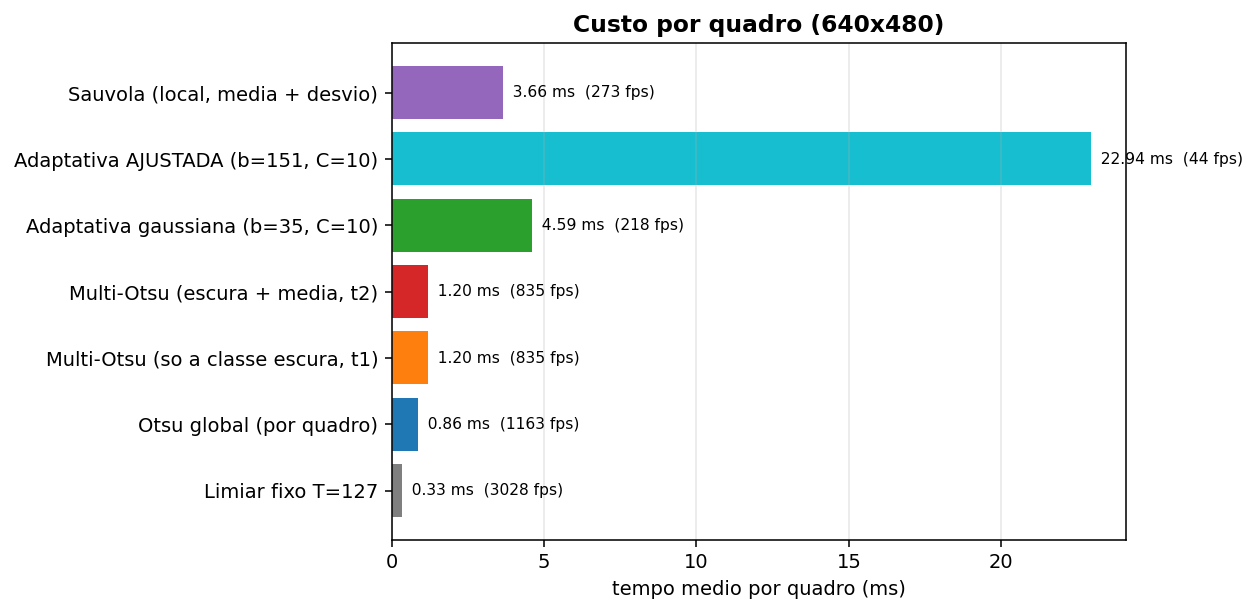 Custo por quadro (640x480)
Sauvola (local, media + desvio)
3.66 ms (273 fps)
Adaptativa AJUSTADA (b=151, C=10)
22.94 ms (44 fps)
Adaptativa gaussiana (b=35, C=10)
4.59 ms (218 fps)
Multi-Otsu (escura + media, t2)
1.20 ms (835 fps)
Multi-Otsu (so a classe escura, t1)
1.20 ms (835 fps)
Otsu global (por quadro)
0.86 ms (1163 fps)
Limiar fixo T=127
0.33 ms (3028 fps)
0 5 10 15 20
tempo medio por quadro (ms)